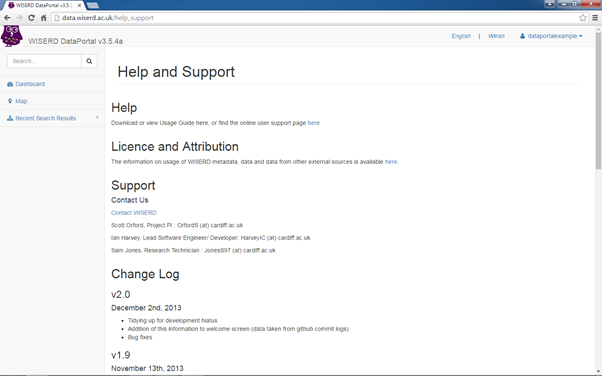 WISERD DataPortal v3.5.4a
data.wiserd.ac.uk/help_support
WISERD DataPortal v3.5.4a
English | Welsh dataportalexample
Search...
Dashboard
Map
Recent Search Results
Help and Support
Help
Download or view Usage Guide here, or find the online user support page here
Licence and Attribution
The information on usage of WISERD metadata, data and data from other external sources is available here.
Support
Contact Us
Contact WISERD
Scott Orford, Project PI : OrfordS (at) cardiff.ac.uk
Ian Harvey, Lead Software Engineer/ Developer: HarveyIC (at) cardiff.ac.uk
Sam Jones, Research Technician : JonesS97 (at) cardiff.ac.uk
Change Log
v2.0
December 2nd, 2013
Tidying up for development hiatus
Addition of this information to welcome screen (data taken from github commit logs)
Bug fixes
v1.9
November 13th, 2013